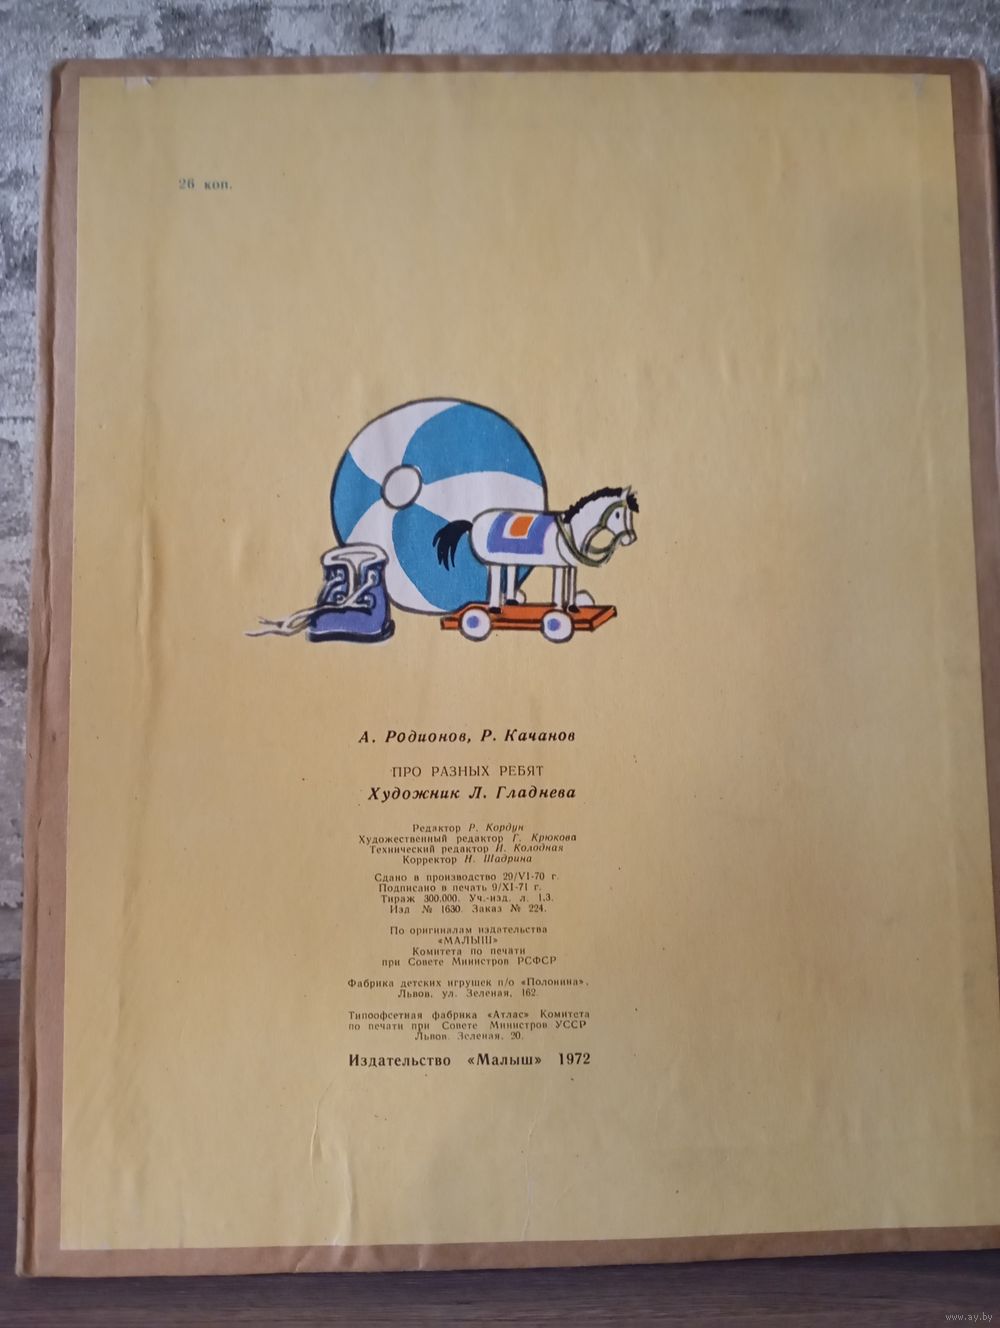 26 коп.
А. Родионов, Р. Качанов
ПРО РАЗНЫХ РЕБЯТ
Художник Л. Гладнева
Редактор Р. Кордун
Художественный редактор Г. Крюкова
Технический редактор И. Колодная
Корректор Н. Шадрина
Сдано в производство 29/VI-70 г.
Подписано в печать 9/XI-71 г.
Тираж 300.000. Уч.-изд. л. 1.3.
Изд № 1630. Заказ № 224.
По оригиналам издательства
«МАЛЫШ»
Комитета по печати
при Совете Министров РСФСР
Фабрика детских игрушек п/о «Полонина»,
Львов, ул. Зеленая, 162.
Типоофсетная фабрика «Атлас» Комитета
по печати при Совете Министров УССР
Львов. Зеленая, 20.
Издательство «Малыш» 1972
www.ay.by